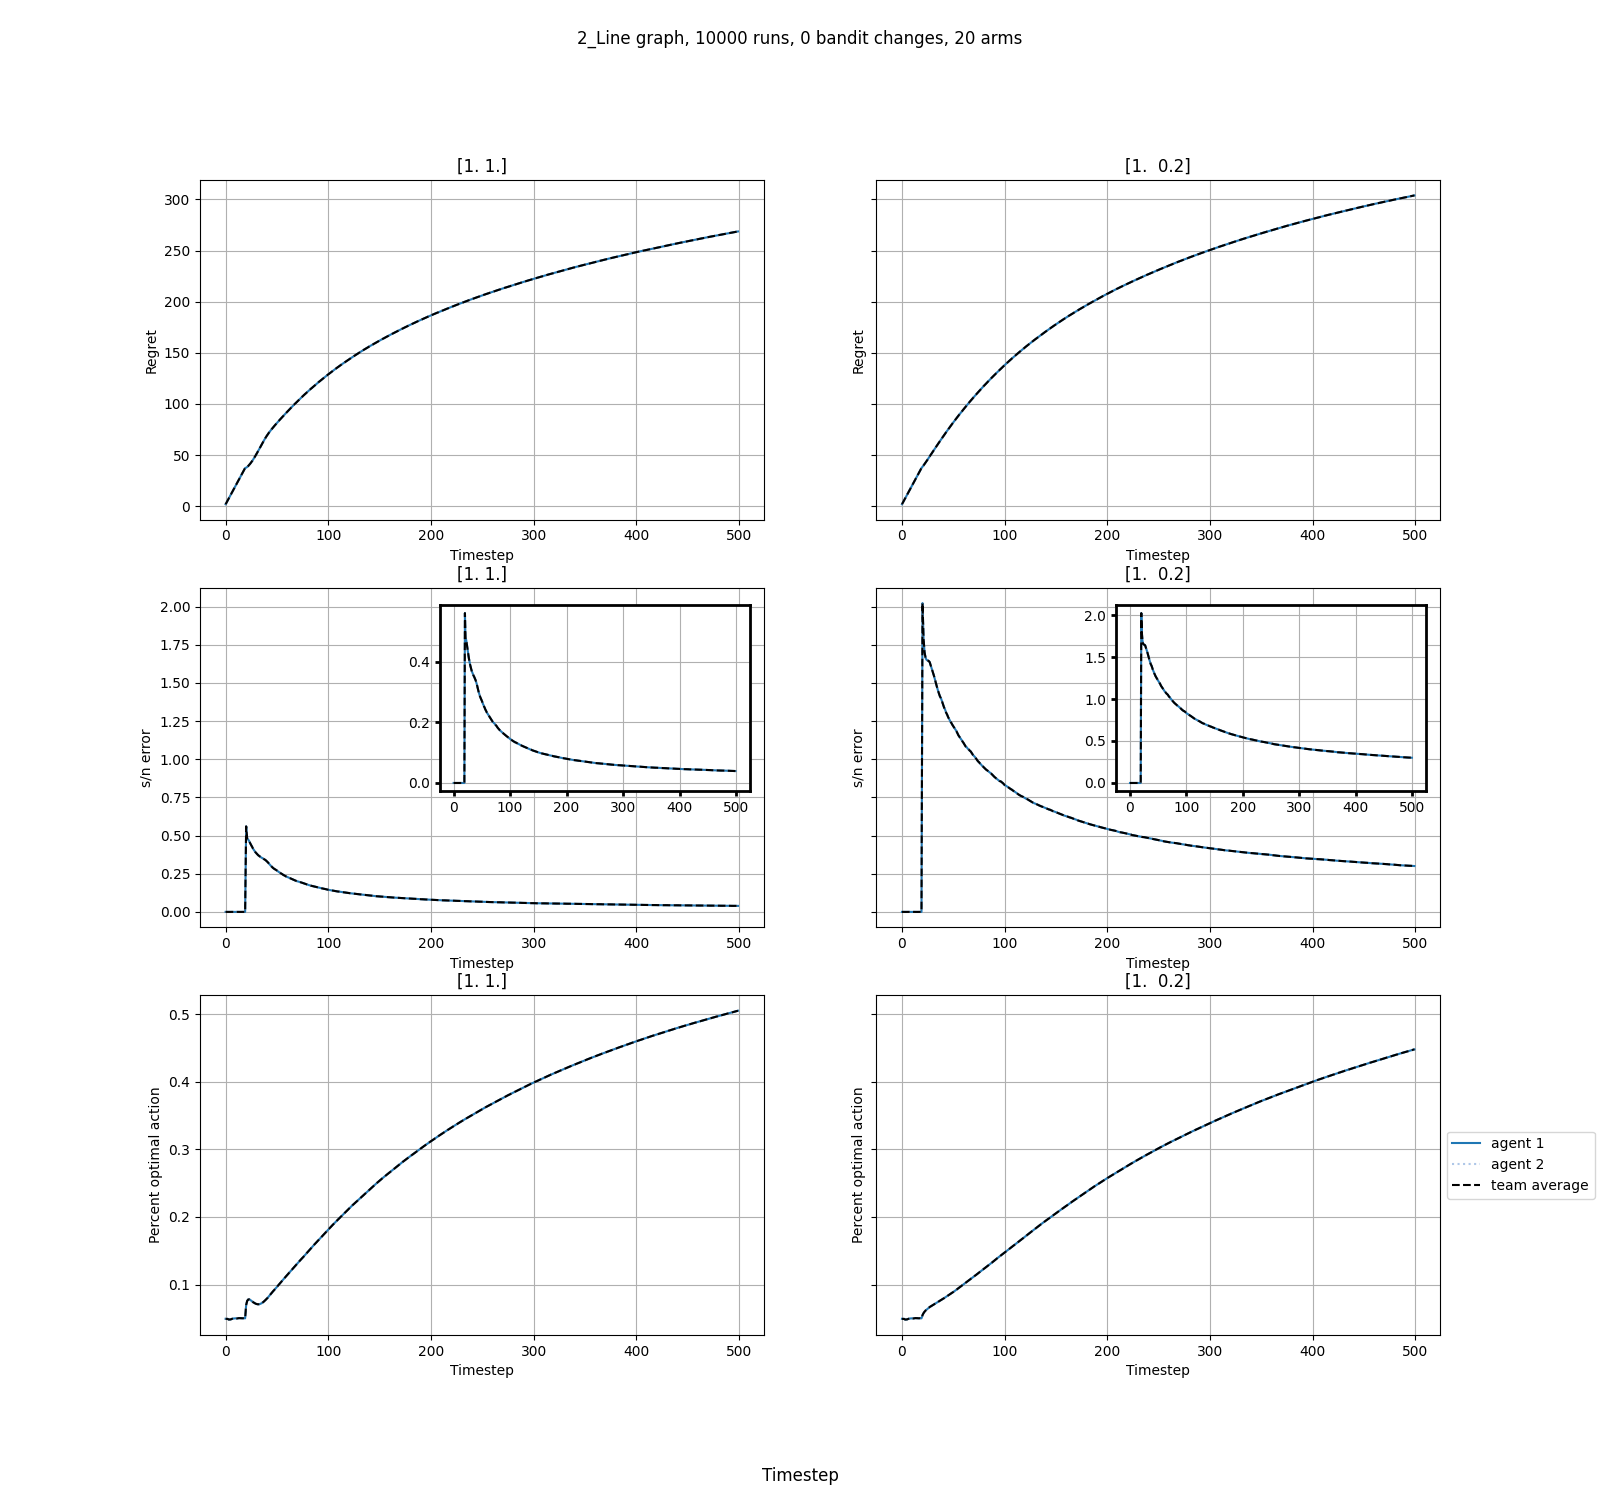 2_Line graph, 10000 runs, 0 bandit changes, 20 arms
[1. 1.]
300
250
200
150
100
50
0
Regret
0 100 200 300 400 500
Timestep
[1.  0.2]
Regret
0 100 200 300 400 500
Timestep
[1. 1.]
2.00
1.75
1.50
1.25
1.00
0.75
0.50
0.25
0.00
s/n error
0.4
0.2
0.0
0 100 200 300 400 500
0 100 200 300 400 500
Timestep
[1.  0.2]
s/n error
2.0
1.5
1.0
0.5
0.0
0 100 200 300 400 500
0 100 200 300 400 500
Timestep
[1. 1.]
0.5
0.4
0.3
0.2
0.1
Percent optimal action
0 100 200 300 400 500
Timestep
[1.  0.2]
Percent optimal action
0 100 200 300 400 500
Timestep
agent 1
agent 2
team average
Timestep